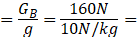 = G_B / g = 160N / 10N/kg =